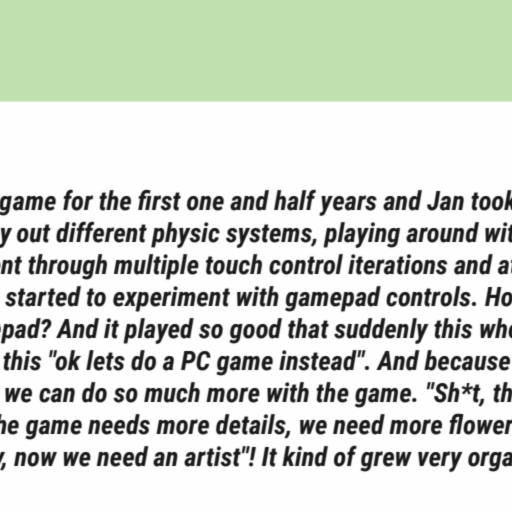 game for the first one and half years and Jan took
y out different physic systems, playing around wit
nt through multiple touch control iterations and a
started to experiment with gamepad controls. Ho
pad? And it played so good that suddenly this who
this "ok lets do a PC game instead". And because
we can do so much more with the game. "Sh*t, th
he game needs more details, we need more flower
, now we need an artist"! It kind of grew very orga